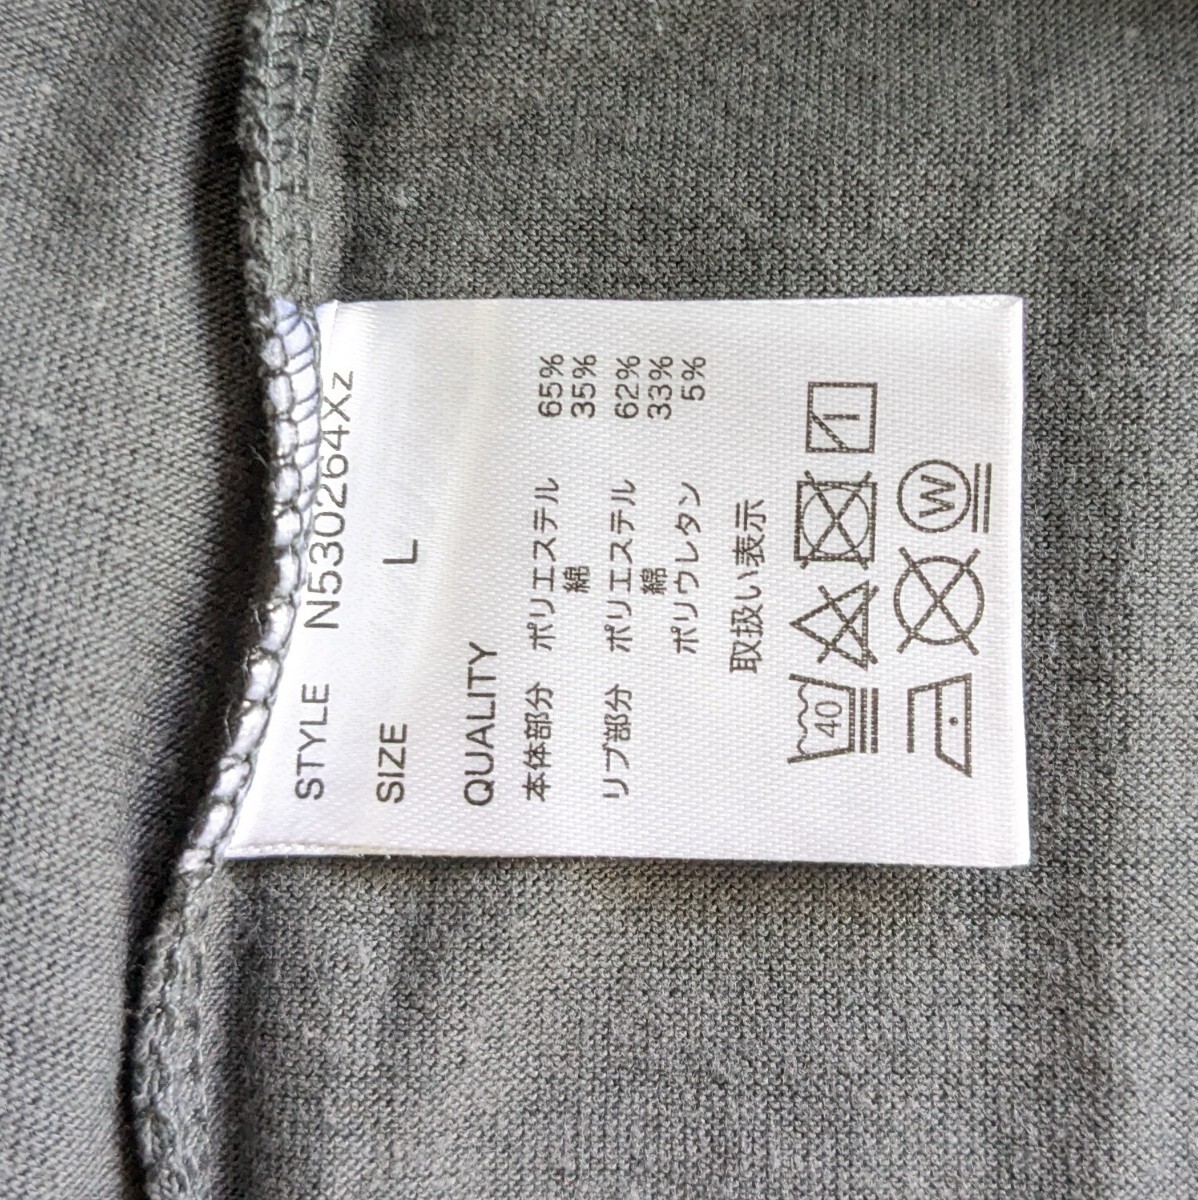 STYLE N530264Xz
SIZE L
QUALITY
本体部分 ポリエステル 65%
綿 35%
リブ部分 ポリエステル 62%
綿 33%
ポリウレタン 5%
取扱い表示
40
W